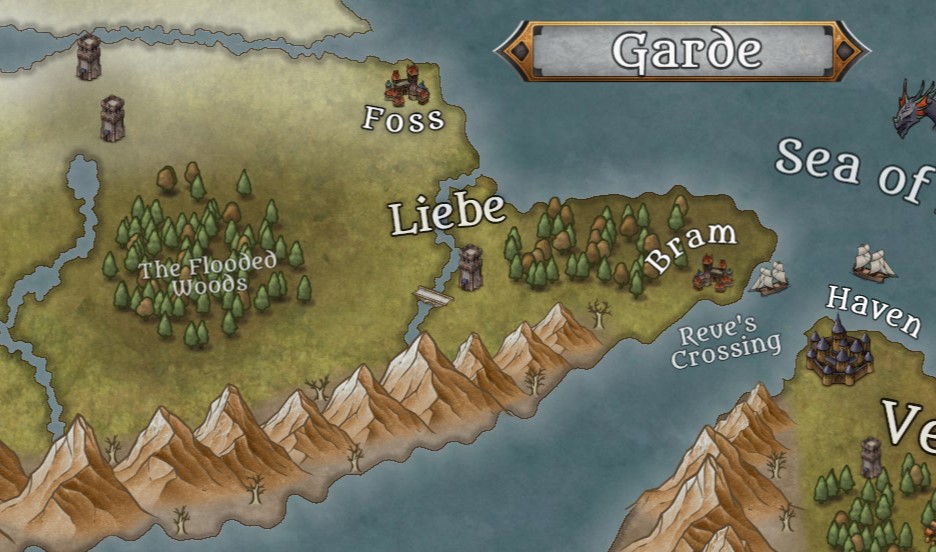 Garde
Foss
Sea of
Liebe
Bram
The Flooded
Woods
Haven
Reve's
Crossing
Ve